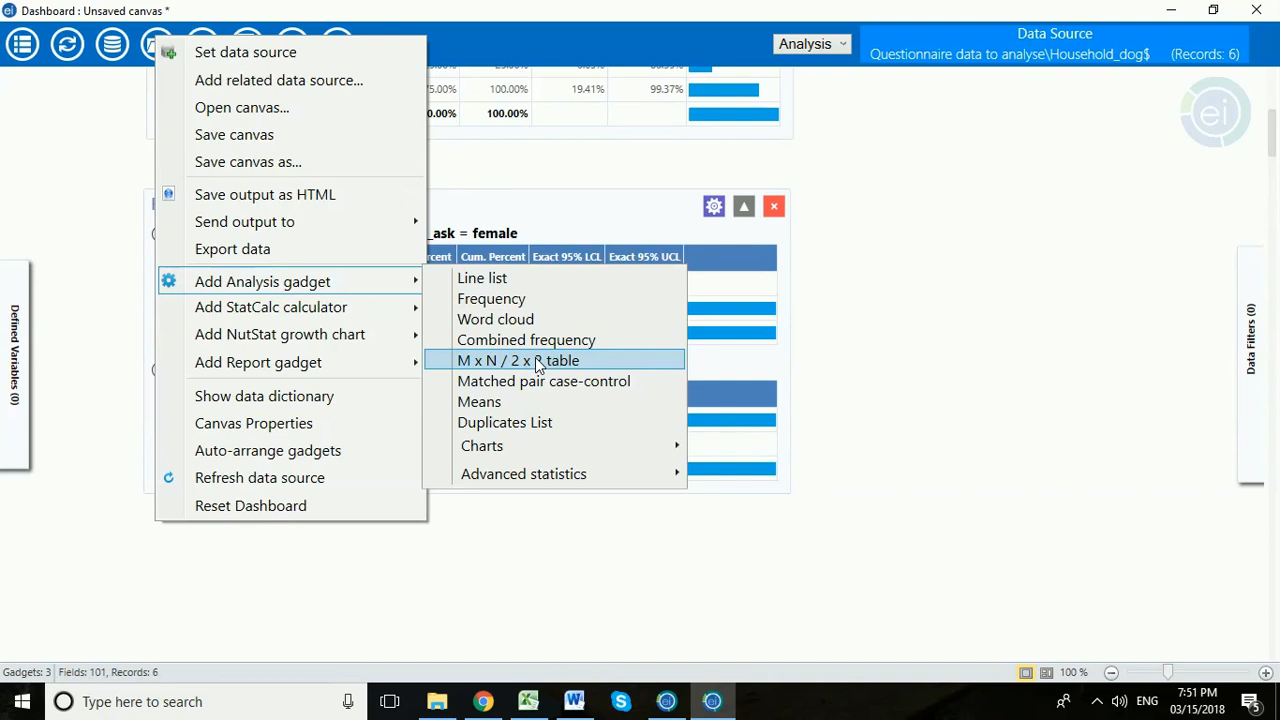 Dashboard : Unsaved canvas *
Analysis
Data Source
Questionnaire data to analyse\Household_dog$ (Records: 6)
Set data source
Add related data source...
Open canvas...
Save canvas
Save canvas as...
Save output as HTML
Send output to
Export data
Add Analysis gadget
Add StatCalc calculator
Add NutStat growth chart
Add Report gadget
Show data dictionary
Canvas Properties
Auto-arrange gadgets
Refresh data source
Reset Dashboard
100.00% 19.41% 99.37%
100.00%
ei
_ask = female
Cum. Percent Exact 95% LCL Exact 95% UCL
Line list
Frequency
Word cloud
Combined frequency
M x N / 2 x 2 table
Matched pair case-control
Means
Duplicates List
Charts
Advanced statistics
Defined Variables (0)
Data Filters (0)
Gadgets: 3 Fields: 101, Records: 6
100 %
Type here to search
ei ei
ENG
7:51 PM
03/15/2018
5